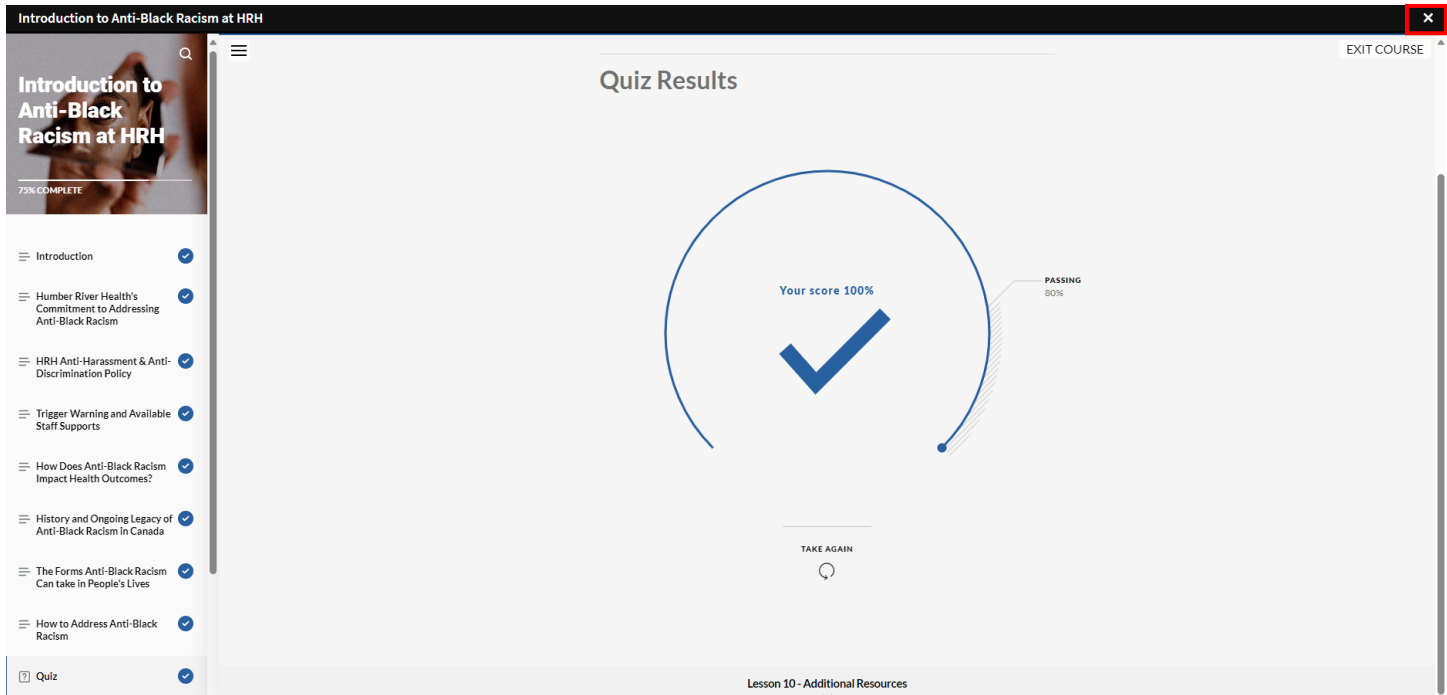 Introduction to Anti-Black Racism at HRH
EXIT COURSE
Introduction to
Anti-Black
Racism at HRH
75% COMPLETE
Introduction
Humber River Health's
Commitment to Addressing
Anti-Black Racism
HRH Anti-Harassment & Anti-
Discrimination Policy
Trigger Warning and Available
Staff Supports
How Does Anti-Black Racism
Impact Health Outcomes?
History and Ongoing Legacy of
Anti-Black Racism in Canada
The Forms Anti-Black Racism
Can take in People's Lives
How to Address Anti-Black
Racism
Quiz
Quiz Results
Your score 100%
PASSING
80%
TAKE AGAIN
Lesson 10 - Additional Resources